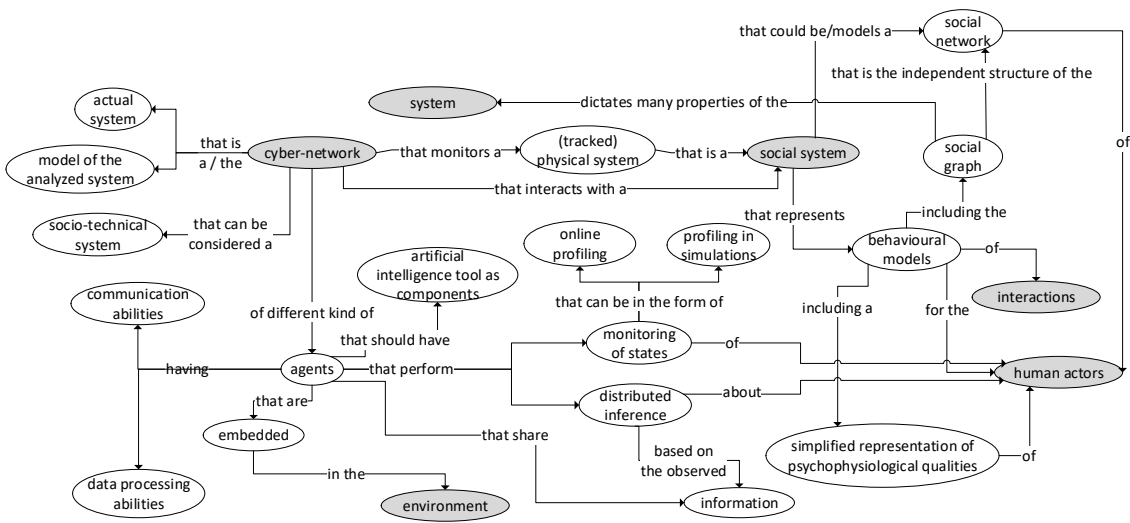 social
network
that could be/models a
that is the independent structure of the
actual
system
system
dictates many properties of the
of
that is
a / the
cyber-network
that monitors a
(tracked)
physical system
that is a
social system
social
graph
model of the
analyzed system
that interacts with a
including the
socio-technical
system
that can be
considered a
that represents
behavioural
models
of
online
profiling
profiling in
simulations
artificial
intelligence tool as
components
interactions
communication
abilities
of different kind of
that can be in the form of
including a
for the
that should have
monitoring
of states
of
having
agents
that perform
human actors
that are
distributed
inference
about
embedded
that share
based on
the observed
simplified representation of
psychophysiological qualities
of
in the
data processing
abilities
environment
information